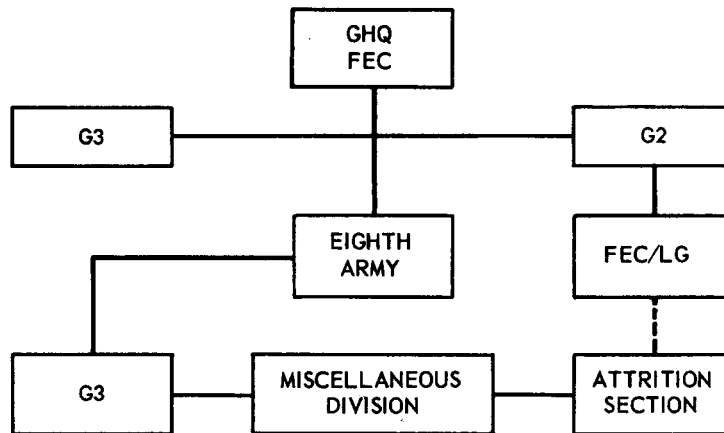 GHQ
FEC
G3
G2
EIGHTH
ARMY
FEC/LG
G3
MISCELLANEOUS
DIVISION
ATTRITION
SECTION